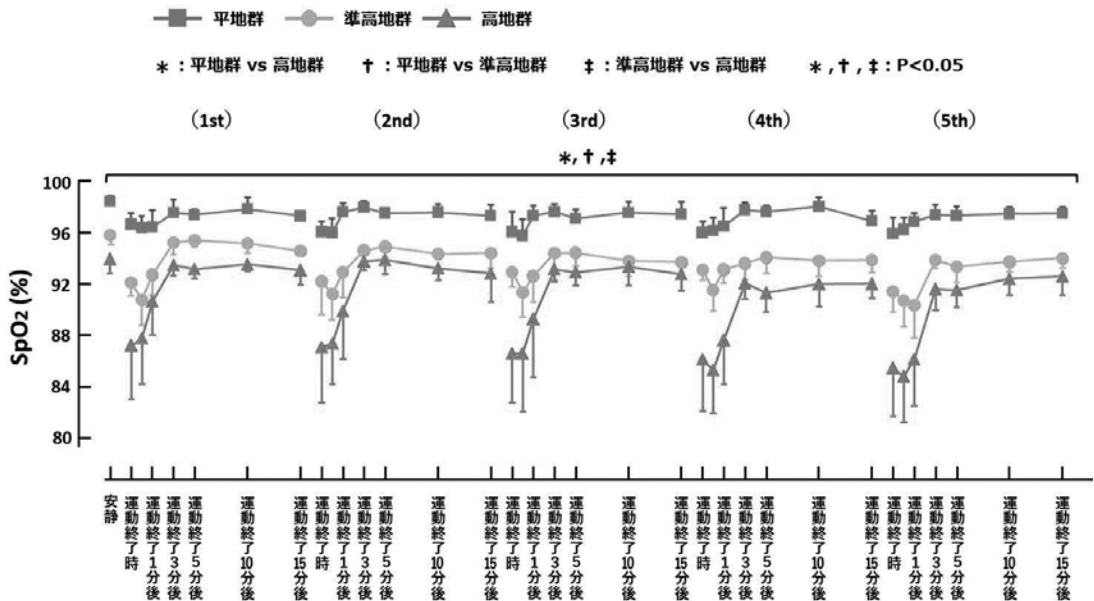 平地群 準高地群 高地群
* : 平地群 vs 高地群 † : 平地群 vs 準高地群 ‡ : 準高地群 vs 高地群 *,†,‡ : P<0.05
(1st) (2nd) (3rd) (4th) (5th)
*,†,‡
SpO2 (%)
100
96
92
88
84
80
安静
運動終了時
運動終了1分後
運動終了3分後
運動終了5分後
運動終了10分後
運動終了15分後
運動終了時
運動終了1分後
運動終了3分後
運動終了5分後
運動終了10分後
運動終了15分後
運動終了時
運動終了1分後
運動終了3分後
運動終了5分後
運動終了10分後
運動終了15分後
運動終了時
運動終了1分後
運動終了3分後
運動終了5分後
運動終了10分後
運動終了15分後
運動終了時
運動終了1分後
運動終了3分後
運動終了5分後
運動終了10分後
運動終了15分後